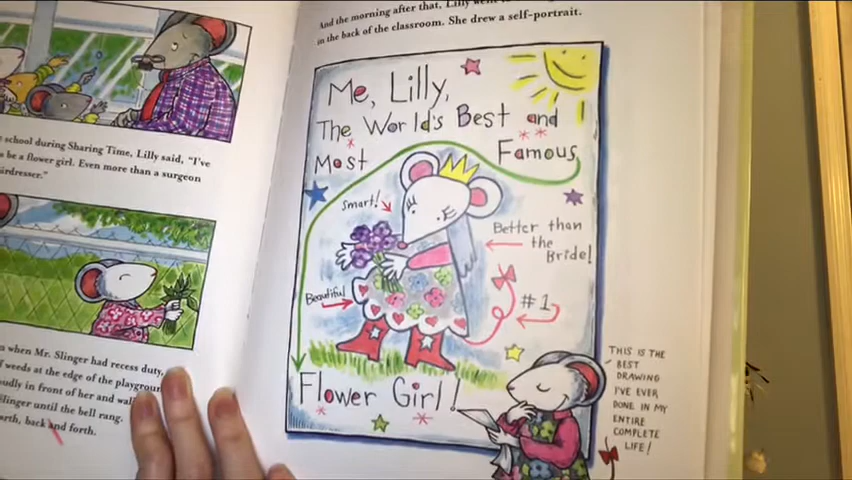 school during Sharing Time, Lilly said, "I've
be a flower girl. Even more than a surgeon
irdresser."
when Mr. Slinger had recess duty,
f weeds at the edge of the playground
udly in front of her and
Slinger until the bell rang.
orth, back and forth.
And the morning after that, Lilly went
in the back of the classroom. She drew a self-portrait.
Me, Lilly,
The World's Best and
Most Famous
Smart!
Better than
the
Bride!
Beautiful
#1
Flower Girl!
THIS IS THE
BEST
DRAWING
I'VE EVER
DONE IN MY
ENTIRE
COMPLETE
LIFE!